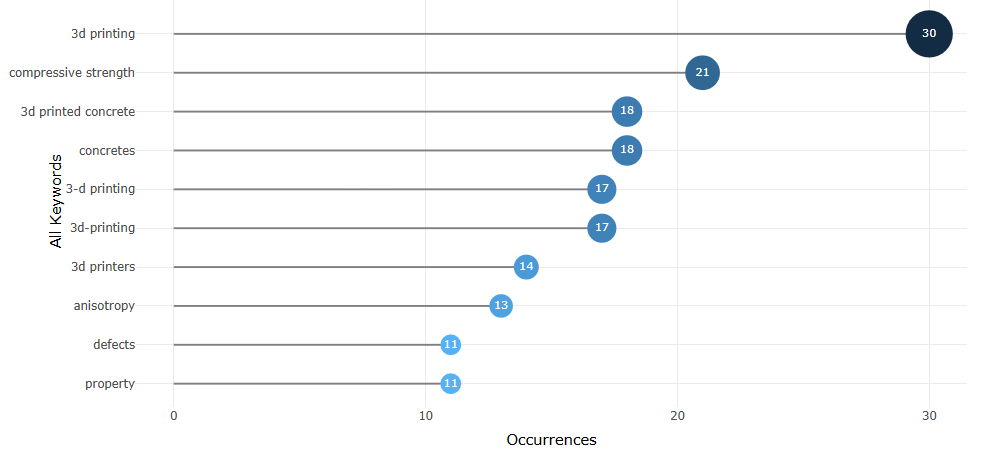 3d printing 30
compressive strength 21
3d printed concrete 18
concretes 18
3-d printing 17
3d-printing 17
3d printers 14
anisotropy 13
defects 11
property 11
All Keywords
0 10 20 30
Occurrences